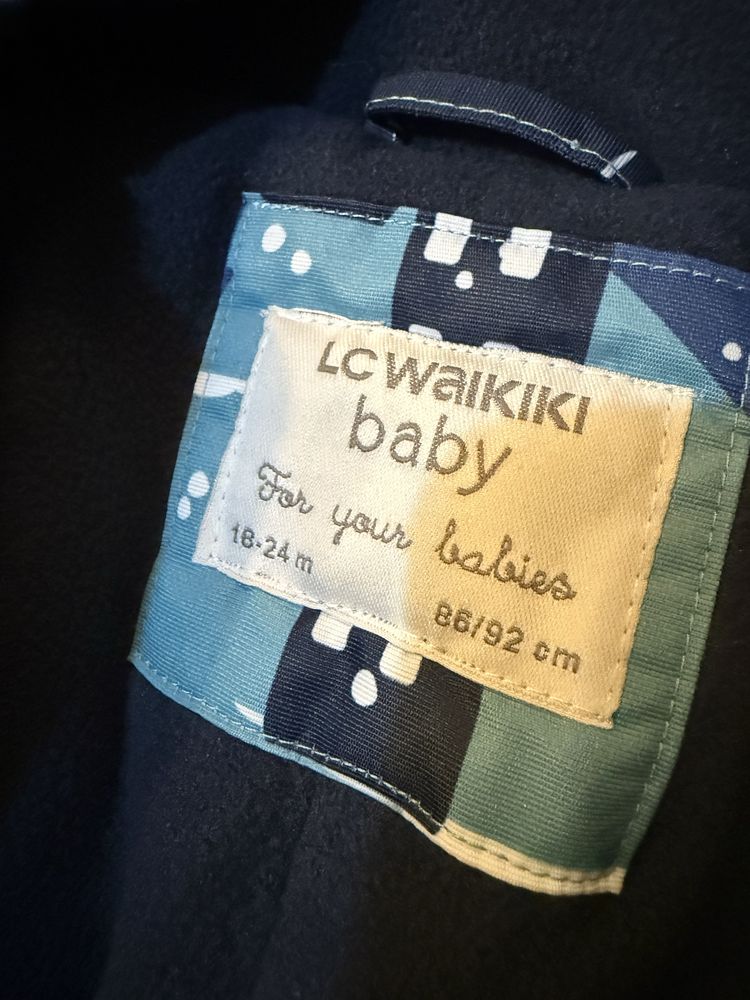 LC WAIKIKI
baby
For your babies
18-24 m
86/92 cm